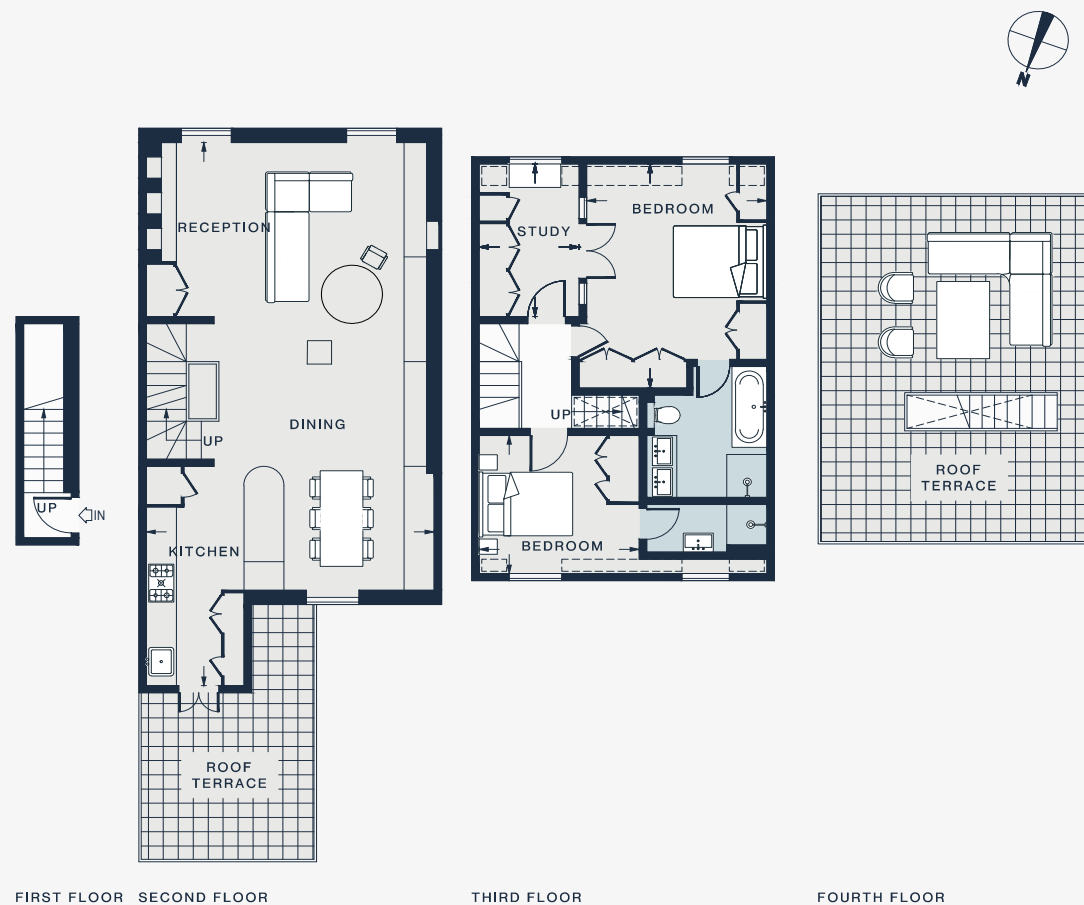 N
RECEPTION
BEDROOM
STUDY
UP
DINING
UP
UP
IN
KITCHEN
BEDROOM
ROOF
TERRACE
ROOF
TERRACE
FIRST FLOOR
SECOND FLOOR
THIRD FLOOR
FOURTH FLOOR